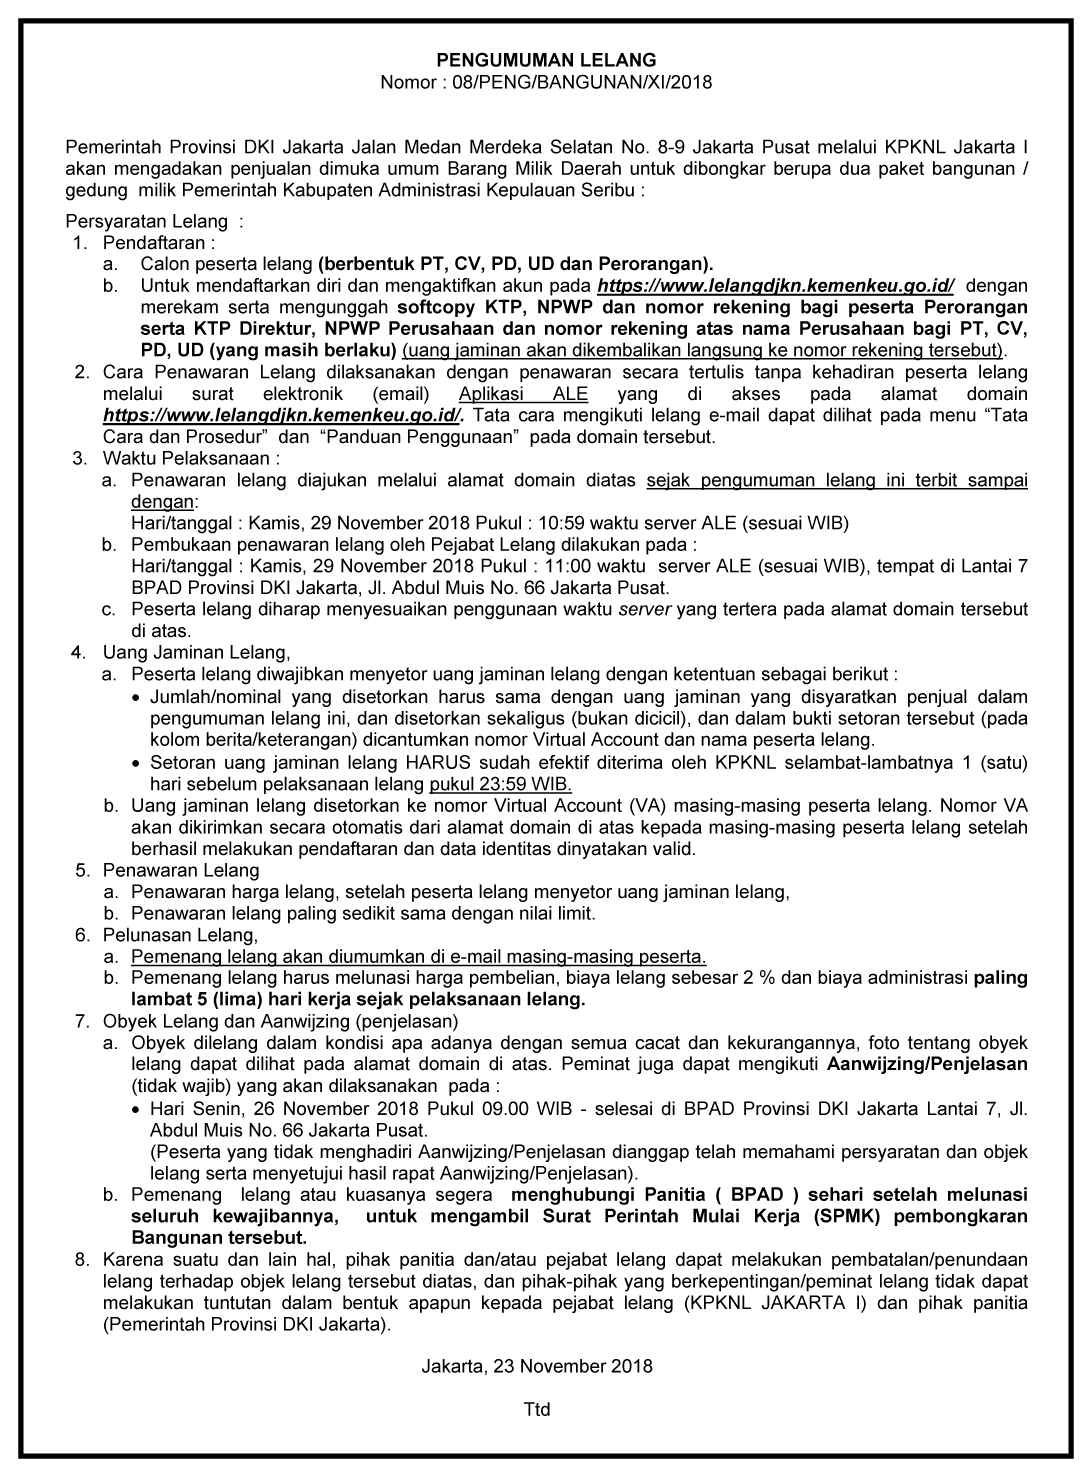 PENGUMUMAN LELANG
Nomor : 08/PENG/BANGUNAN/XI/2018
Pemerintah Provinsi DKI Jakarta Jalan Medan Merdeka Selatan No. 8-9 Jakarta Pusat melalui KPKNL Jakarta I
akan mengadakan penjualan dimuka umum Barang Milik Daerah untuk dibongkar berupa dua paket bangunan /
gedung milik Pemerintah Kabupaten Administrasi Kepulauan Seribu :
Persyaratan Lelang :
1. Pendaftaran :
a. Calon peserta lelang (berbentuk PT, CV, PD, UD dan Perorangan).
b. Untuk mendaftarkan diri dan mengaktifkan akun pada https://www.lelangdjkn.kemenkeu.go.id/ dengan
merekam serta mengunggah softcopy KTP, NPWP dan nomor rekening bagi peserta Perorangan
serta KTP Direktur, NPWP Perusahaan dan nomor rekening atas nama Perusahaan bagi PT, CV,
PD, UD (yang masih berlaku) (uang jaminan akan dikembalikan langsung ke nomor rekening tersebut).
2. Cara Penawaran Lelang dilaksanakan dengan penawaran secara tertulis tanpa kehadiran peserta lelang
melalui surat elektronik (email) Aplikasi ALE yang di akses pada alamat domain
https://www.lelangdjkn.kemenkeu.go.id/. Tata cara mengikuti lelang e-mail dapat dilihat pada menu “Tata
Cara dan Prosedur” dan “Panduan Penggunaan” pada domain tersebut.
3. Waktu Pelaksanaan :
a. Penawaran lelang diajukan melalui alamat domain diatas sejak pengumuman lelang ini terbit sampai
dengan:
Hari/tanggal : Kamis, 29 November 2018 Pukul : 10:59 waktu server ALE (sesuai WIB)
b. Pembukaan penawaran lelang oleh Pejabat Lelang dilakukan pada :
Hari/tanggal : Kamis, 29 November 2018 Pukul : 11:00 waktu server ALE (sesuai WIB), tempat di Lantai 7
BPAD Provinsi DKI Jakarta, Jl. Abdul Muis No. 66 Jakarta Pusat.
c. Peserta lelang diharap menyesuaikan penggunaan waktu server yang tertera pada alamat domain tersebut
di atas.
4. Uang Jaminan Lelang,
a. Peserta lelang diwajibkan menyetor uang jaminan lelang dengan ketentuan sebagai berikut :
• Jumlah/nominal yang disetorkan harus sama dengan uang jaminan yang disyaratkan penjual dalam
pengumuman lelang ini, dan disetorkan sekaligus (bukan dicicil), dan dalam bukti setoran tersebut (pada
kolom berita/keterangan) dicantumkan nomor Virtual Account dan nama peserta lelang.
• Setoran uang jaminan lelang HARUS sudah efektif diterima oleh KPKNL selambat-lambatnya 1 (satu)
hari sebelum pelaksanaan lelang pukul 23:59 WIB.
b. Uang jaminan lelang disetorkan ke nomor Virtual Account (VA) masing-masing peserta lelang. Nomor VA
akan dikirimkan secara otomatis dari alamat domain di atas kepada masing-masing peserta lelang setelah
berhasil melakukan pendaftaran dan data identitas dinyatakan valid.
5. Penawaran Lelang
a. Penawaran harga lelang, setelah peserta lelang menyetor uang jaminan lelang,
b. Penawaran lelang paling sedikit sama dengan nilai limit.
6. Pelunasan Lelang,
a. Pemenang lelang akan diumumkan di e-mail masing-masing peserta.
b. Pemenang lelang harus melunasi harga pembelian, biaya lelang sebesar 2 % dan biaya administrasi paling
lambat 5 (lima) hari kerja sejak pelaksanaan lelang.
7. Obyek Lelang dan Aanwijzing (penjelasan)
a. Obyek dilelang dalam kondisi apa adanya dengan semua cacat dan kekurangannya, foto tentang obyek
lelang dapat dilihat pada alamat domain di atas. Peminat juga dapat mengikuti Aanwijzing/Penjelasan
(tidak wajib) yang akan dilaksanakan pada :
• Hari Senin, 26 November 2018 Pukul 09.00 WIB - selesai di BPAD Provinsi DKI Jakarta Lantai 7, Jl.
Abdul Muis No. 66 Jakarta Pusat.
(Peserta yang tidak menghadiri Aanwijzing/Penjelasan dianggap telah memahami persyaratan dan objek
lelang serta menyetujui hasil rapat Aanwijzing/Penjelasan).
b. Pemenang lelang atau kuasanya segera menghubungi Panitia ( BPAD ) sehari setelah melunasi
seluruh kewajibannya, untuk mengambil Surat Perintah Mulai Kerja (SPMK) pembongkaran
Bangunan tersebut.
8. Karena suatu dan lain hal, pihak panitia dan/atau pejabat lelang dapat melakukan pembatalan/penundaan
lelang terhadap objek lelang tersebut diatas, dan pihak-pihak yang berkepentingan/peminat lelang tidak dapat
melakukan tuntutan dalam bentuk apapun kepada pejabat lelang (KPKNL JAKARTA I) dan pihak panitia
(Pemerintah Provinsi DKI Jakarta).
Jakarta, 23 November 2018
Ttd